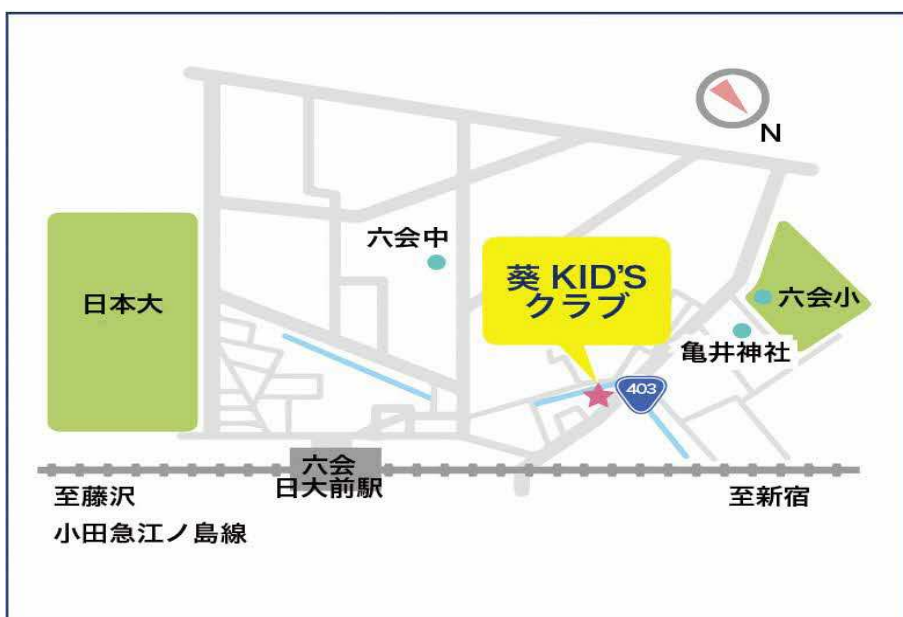 N
六会中
葵 KID'S
クラブ
日本大
六会小
亀井神社
403
六会
日大前駅
至藤沢
至新宿
小田急江ノ島線